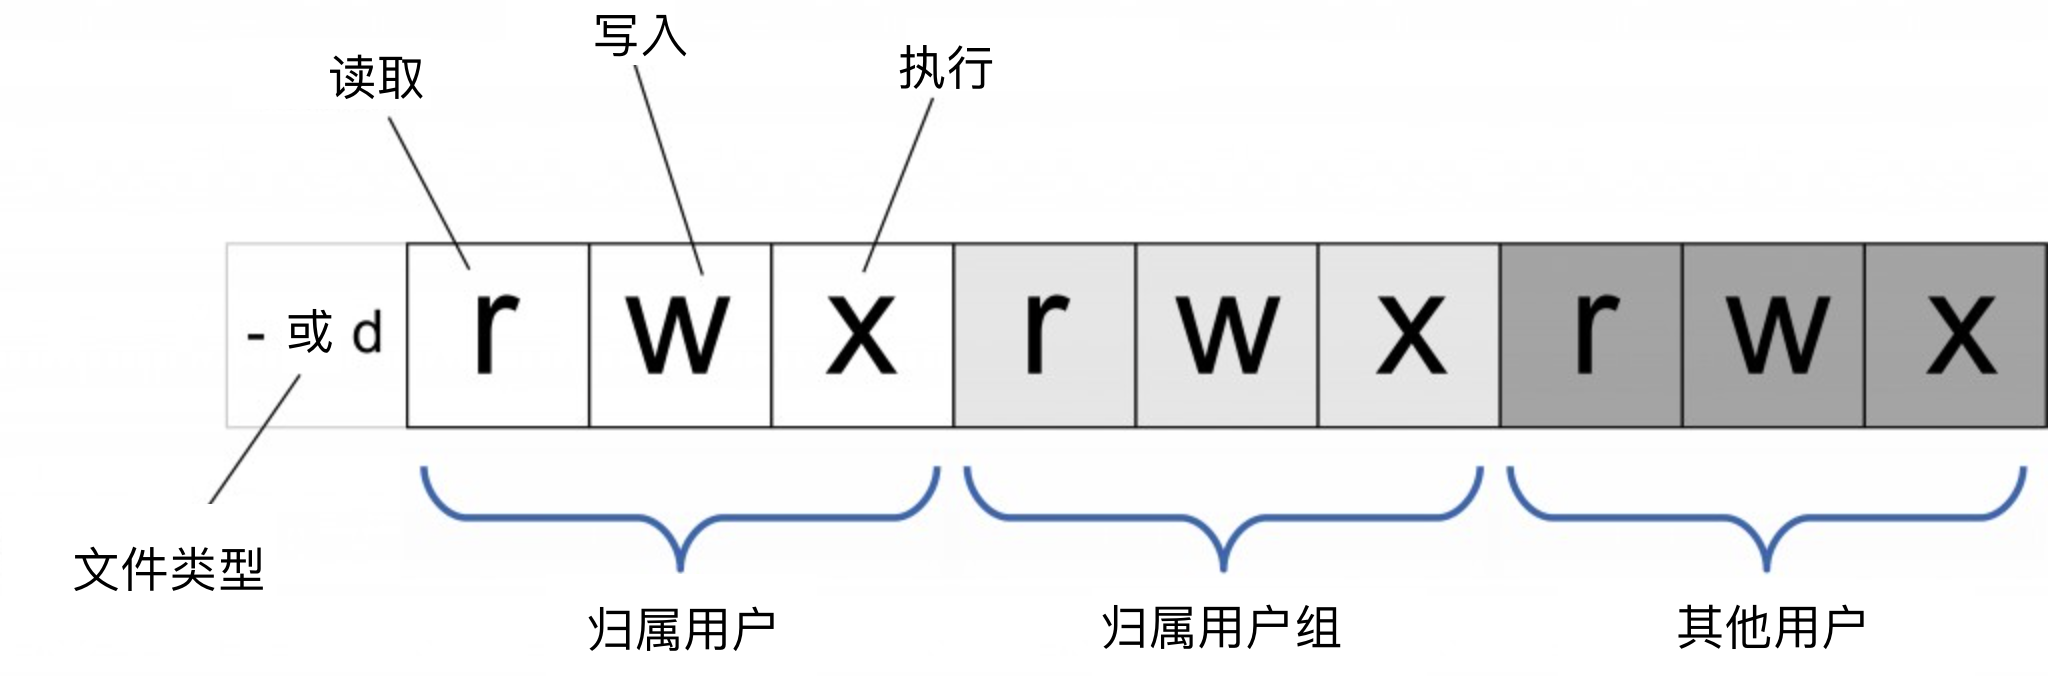 写入
读取
执行
- 或 d r w x r w x r w x
文件类型
归属用户
归属用户组
其他用户